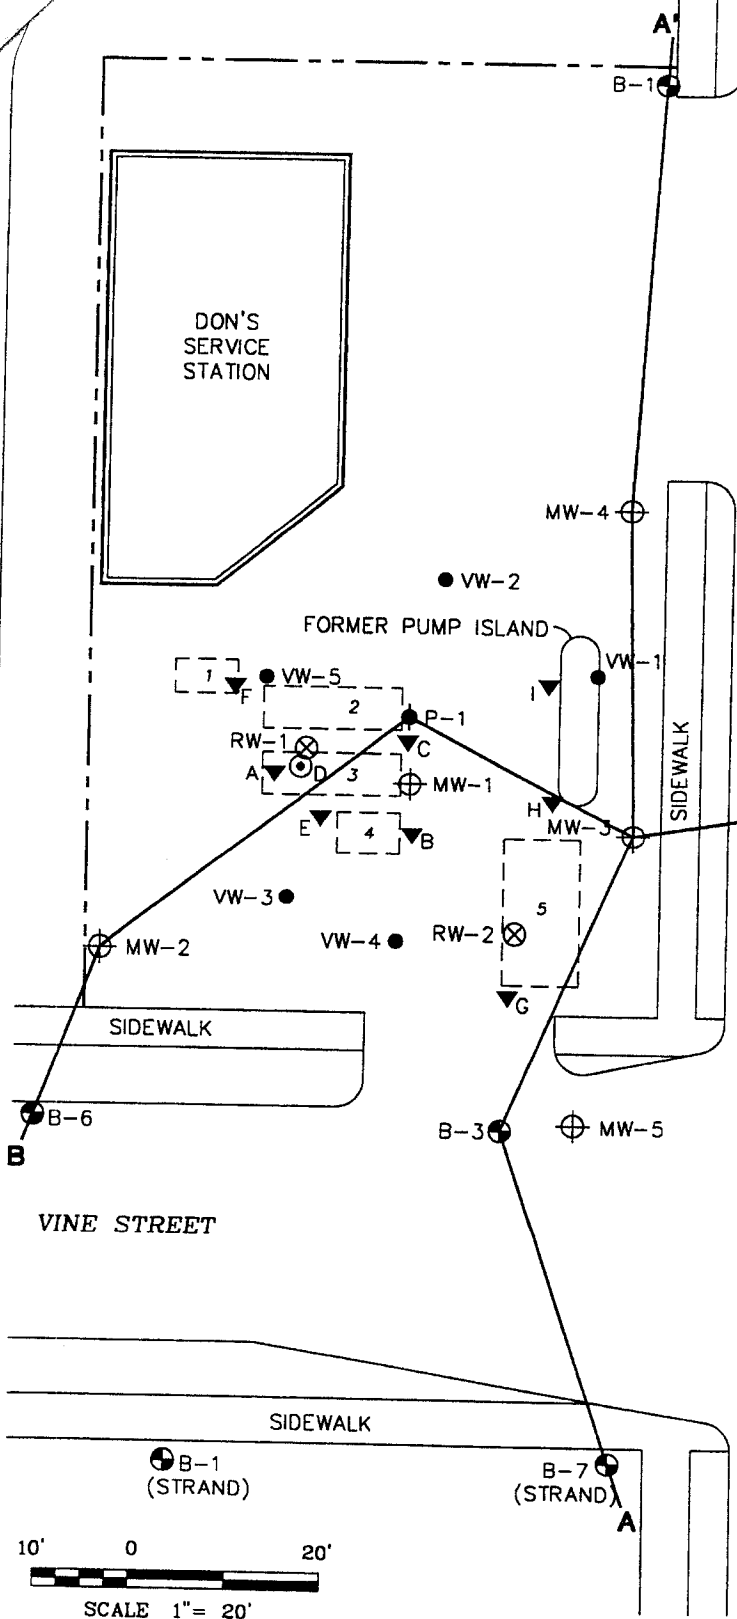 A'
B-1
DON'S
SERVICE
STATION
MW-4
VW-2
FORMER PUMP ISLAND
VW-1
1
F
VW-5
I
2
P-1
RW-1
C
SIDEWALK
A
D
3
MW-1
H
E
4
B
MW-3
VW-3
5
VW-4
RW-2
MW-2
G
SIDEWALK
B-6
B-3
MW-5
B
VINE STREET
SIDEWALK
B-1
(STRAND)
B-7
(STRAND)
A
10' 0 20'
SCALE 1"= 20'